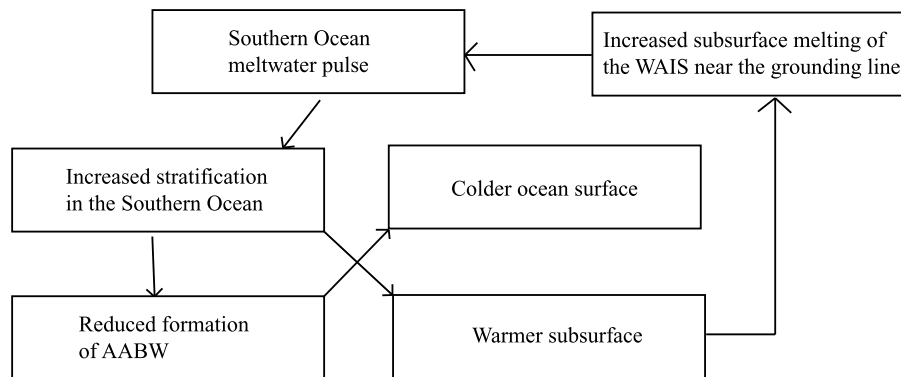 Southern Ocean
meltwater pulse
Increased subsurface melting of
the WAIS near the grounding line
Increased stratification
in the Southern Ocean
Colder ocean surface
Reduced formation
of AABW
Warmer subsurface